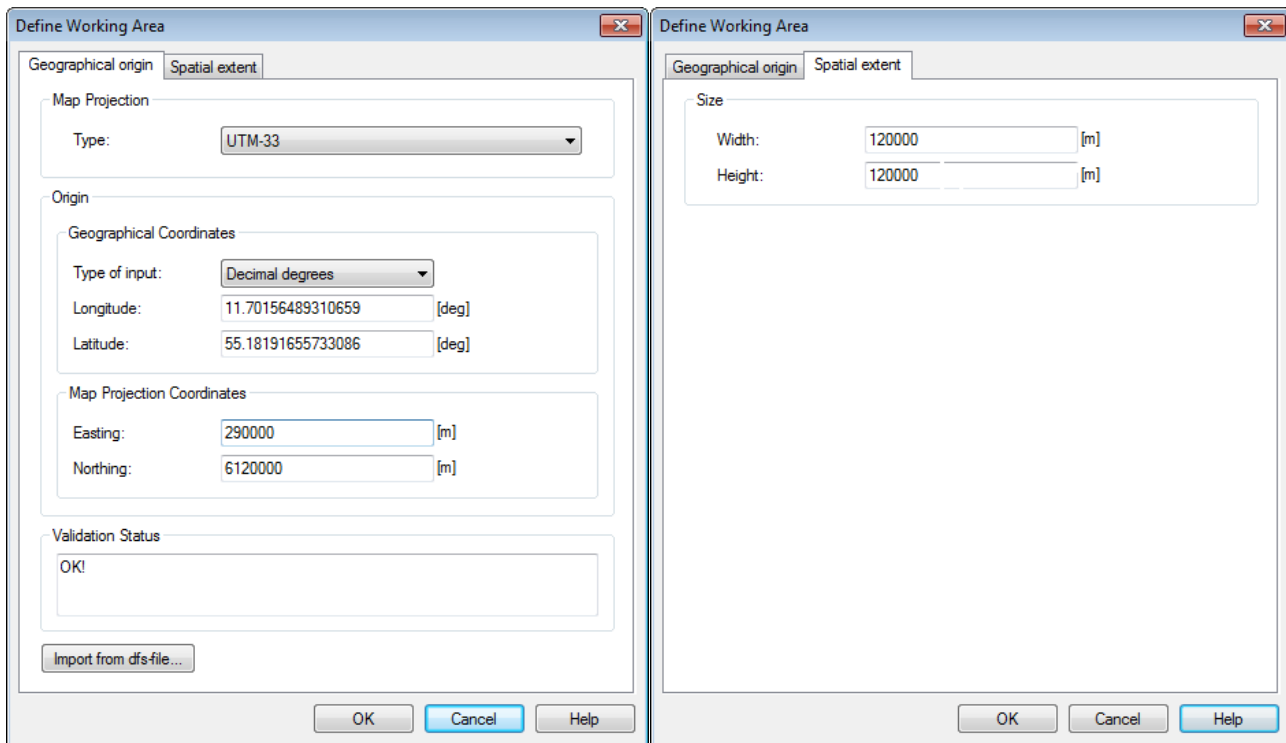 Define Working Area
Geographical origin Spatial extent
Map Projection
Type: UTM-33
Origin
Geographical Coordinates
Type of input: Decimal degrees
Longitude: 11.70156489310659 [deg]
Latitude: 55.18191655733086 [deg]
Map Projection Coordinates
Easting: 290000 [m]
Northing: 6120000 [m]
Validation Status
OK!
Import from dfs-file...
OK Cancel Help
Define Working Area
Geographical origin Spatial extent
Size
Width: 120000 [m]
Height: 120000 [m]
OK Cancel Help